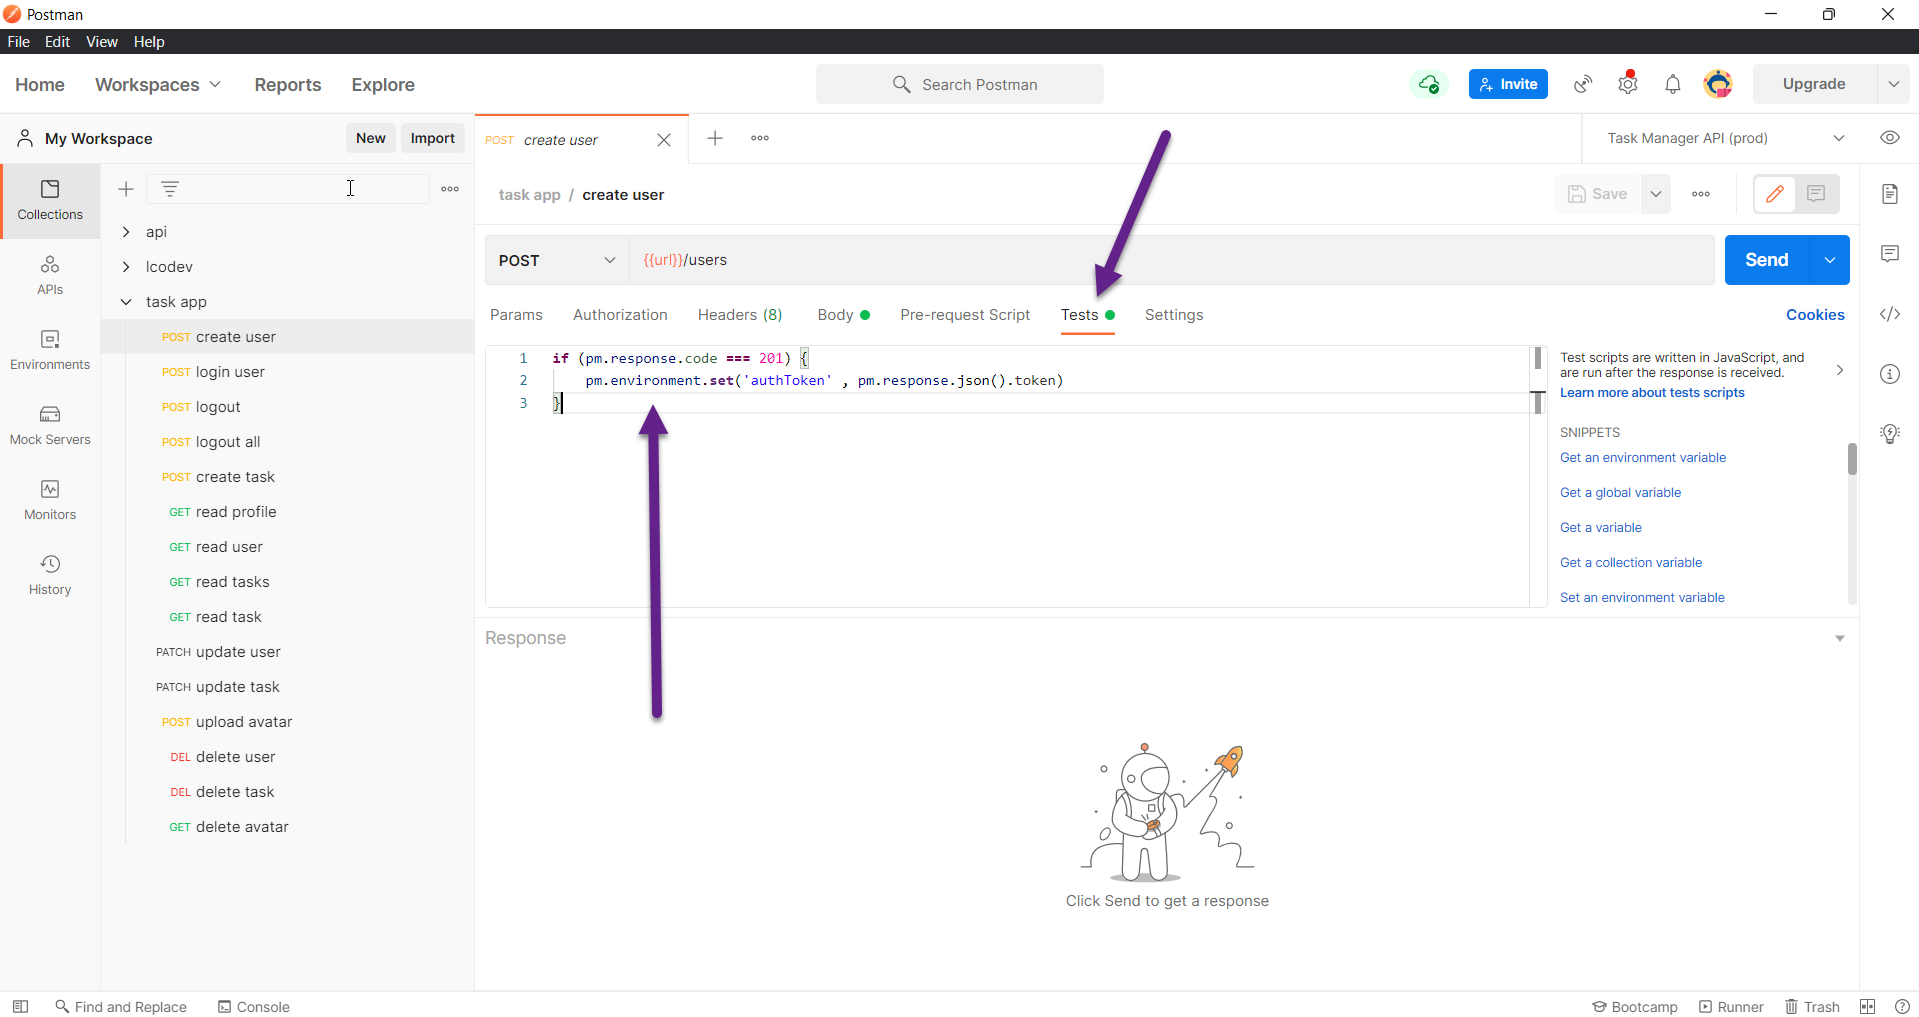 Postman
File Edit View Help
Home Workspaces Reports Explore
Search Postman
Invite
Upgrade
My Workspace
New Import
POST create user
Task Manager API (prod)
Collections
APIs
Environments
Mock Servers
Monitors
History
api
lcodev
task app
POST create user
POST login user
POST logout
POST logout all
POST create task
GET read profile
GET read user
GET read tasks
GET read task
PATCH update user
PATCH update task
POST upload avatar
DEL delete user
DEL delete task
GET delete avatar
task app / create user
Save
POST
{{url}}/users
Send
Params Authorization Headers (8) Body Pre-request Script Tests Settings
Cookies
1 if (pm.response.code === 201) {
2 pm.environment.set('authToken' , pm.response.json().token)
3 }
Test scripts are written in JavaScript, and
are run after the response is received.
Learn more about tests scripts
SNIPPETS
Get an environment variable
Get a global variable
Get a variable
Get a collection variable
Set an environment variable
Response
Click Send to get a response
Find and Replace Console
Bootcamp Runner Trash